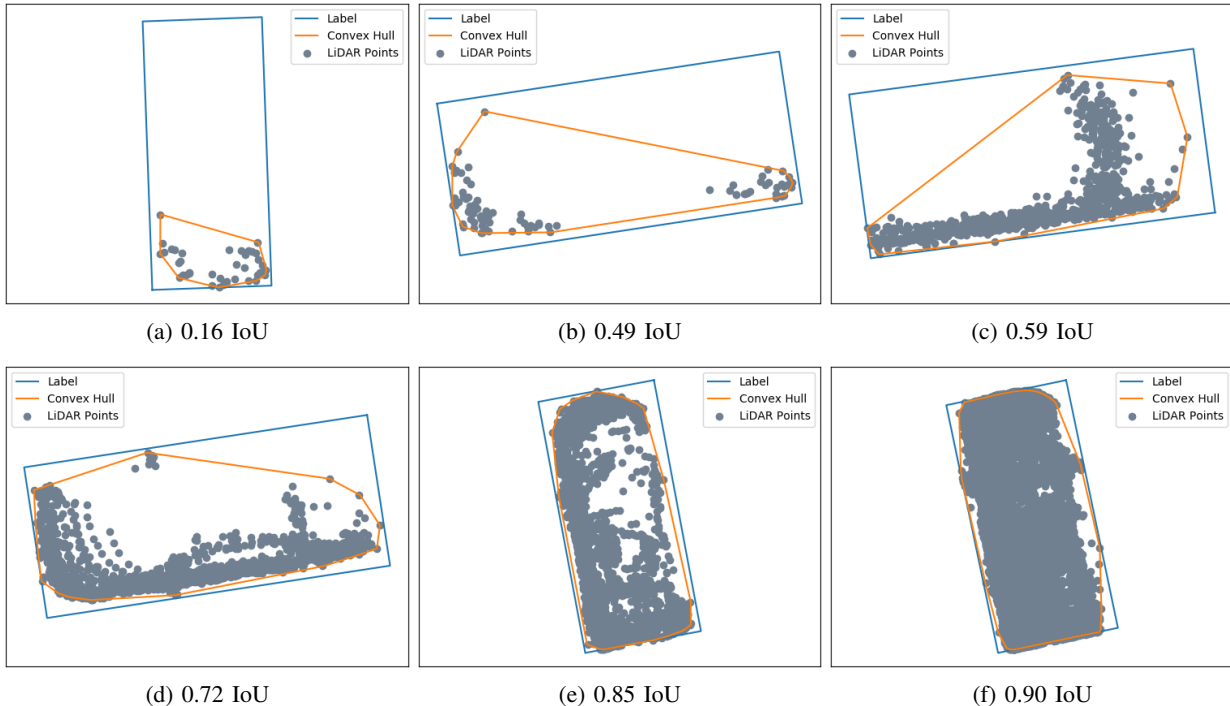 Label
Convex Hull
LiDAR Points
(a) 0.16 IoU
Label
Convex Hull
LiDAR Points
(b) 0.49 IoU
Label
Convex Hull
LiDAR Points
(c) 0.59 IoU
Label
Convex Hull
LiDAR Points
(d) 0.72 IoU
Label
Convex Hull
LiDAR Points
(e) 0.85 IoU
Label
Convex Hull
LiDAR Points
(f) 0.90 IoU